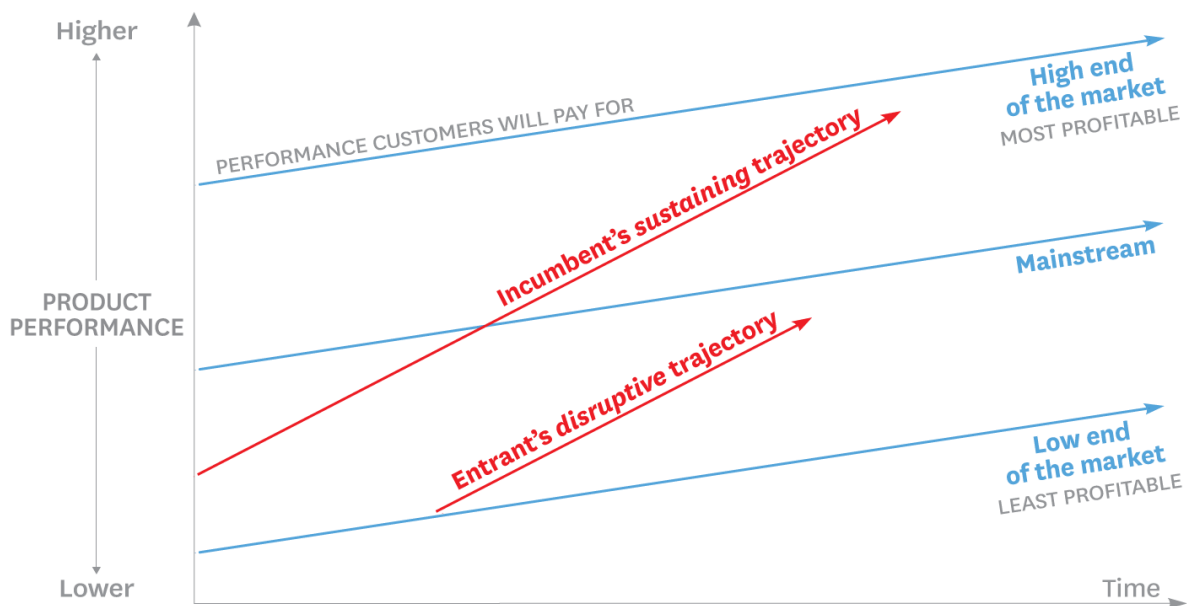 Higher
PERFORMANCE CUSTOMERS WILL PAY FOR
High end
of the market
MOST PROFITABLE
Incumbent’s sustaining trajectory
Mainstream
PRODUCT
PERFORMANCE
Entrant’s disruptive trajectory
Low end
of the market
LEAST PROFITABLE
Lower
Time